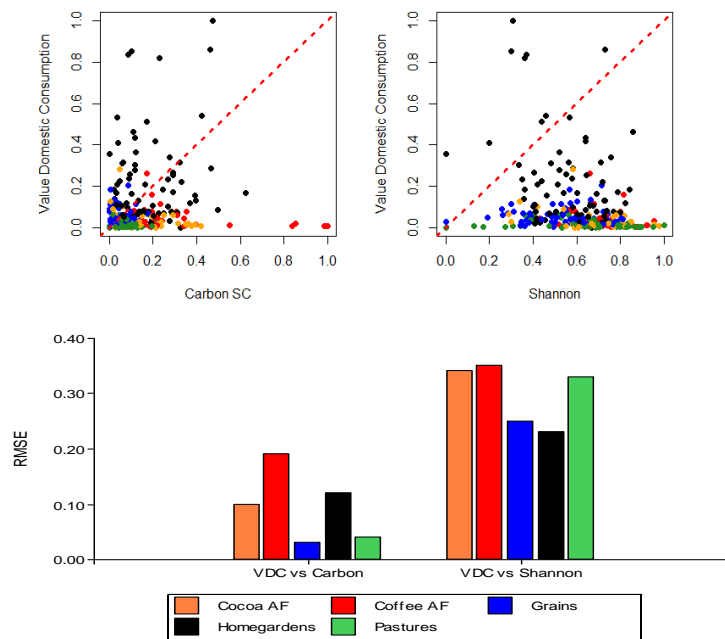 Value Domestic Consumption
0.0 0.2 0.4 0.6 0.8 1.0
0.0 0.2 0.4 0.6 0.8 1.0
Carbon SC
Value Domestic Consumption
0.0 0.2 0.4 0.6 0.8 1.0
0.0 0.2 0.4 0.6 0.8 1.0
Shannon
RMSE
0.40
0.30
0.20
0.10
0.00
VDC vs Carbon
VDC vs Shannon
Cocoa AF
Coffee AF
Grains
Homegardens
Pastures